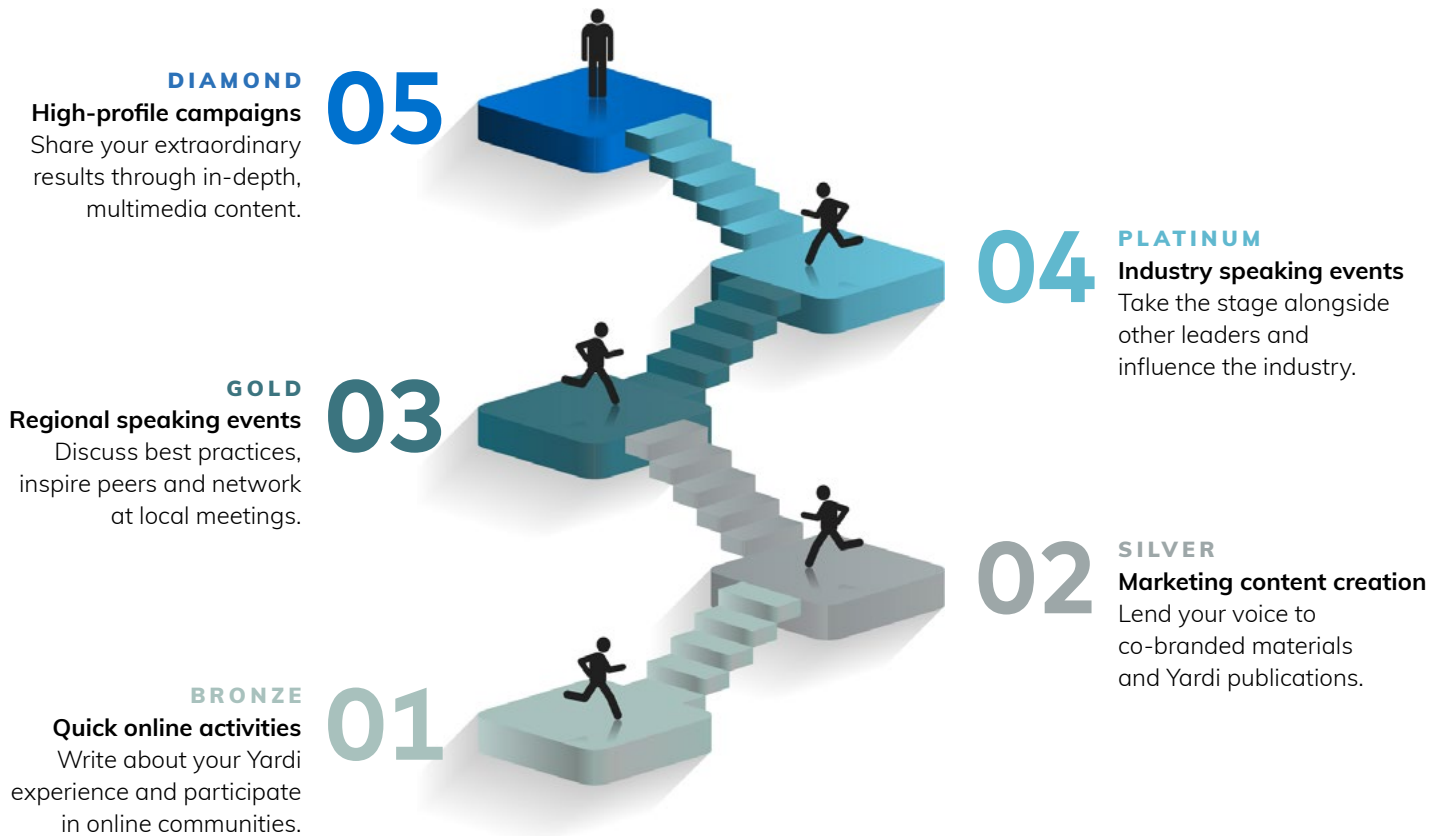 DIAMOND
05
High-profile campaigns
Share your extraordinary
results through in-depth,
multimedia content.
04
PLATINUM
Industry speaking events
Take the stage alongside
other leaders and
influence the industry.
GOLD
03
Regional speaking events
Discuss best practices,
inspire peers and network
at local meetings.
02
SILVER
Marketing content creation
Lend your voice to
co-branded materials
and Yardi publications.
BRONZE
01
Quick online activities
Write about your Yardi
experience and participate
in online communities.